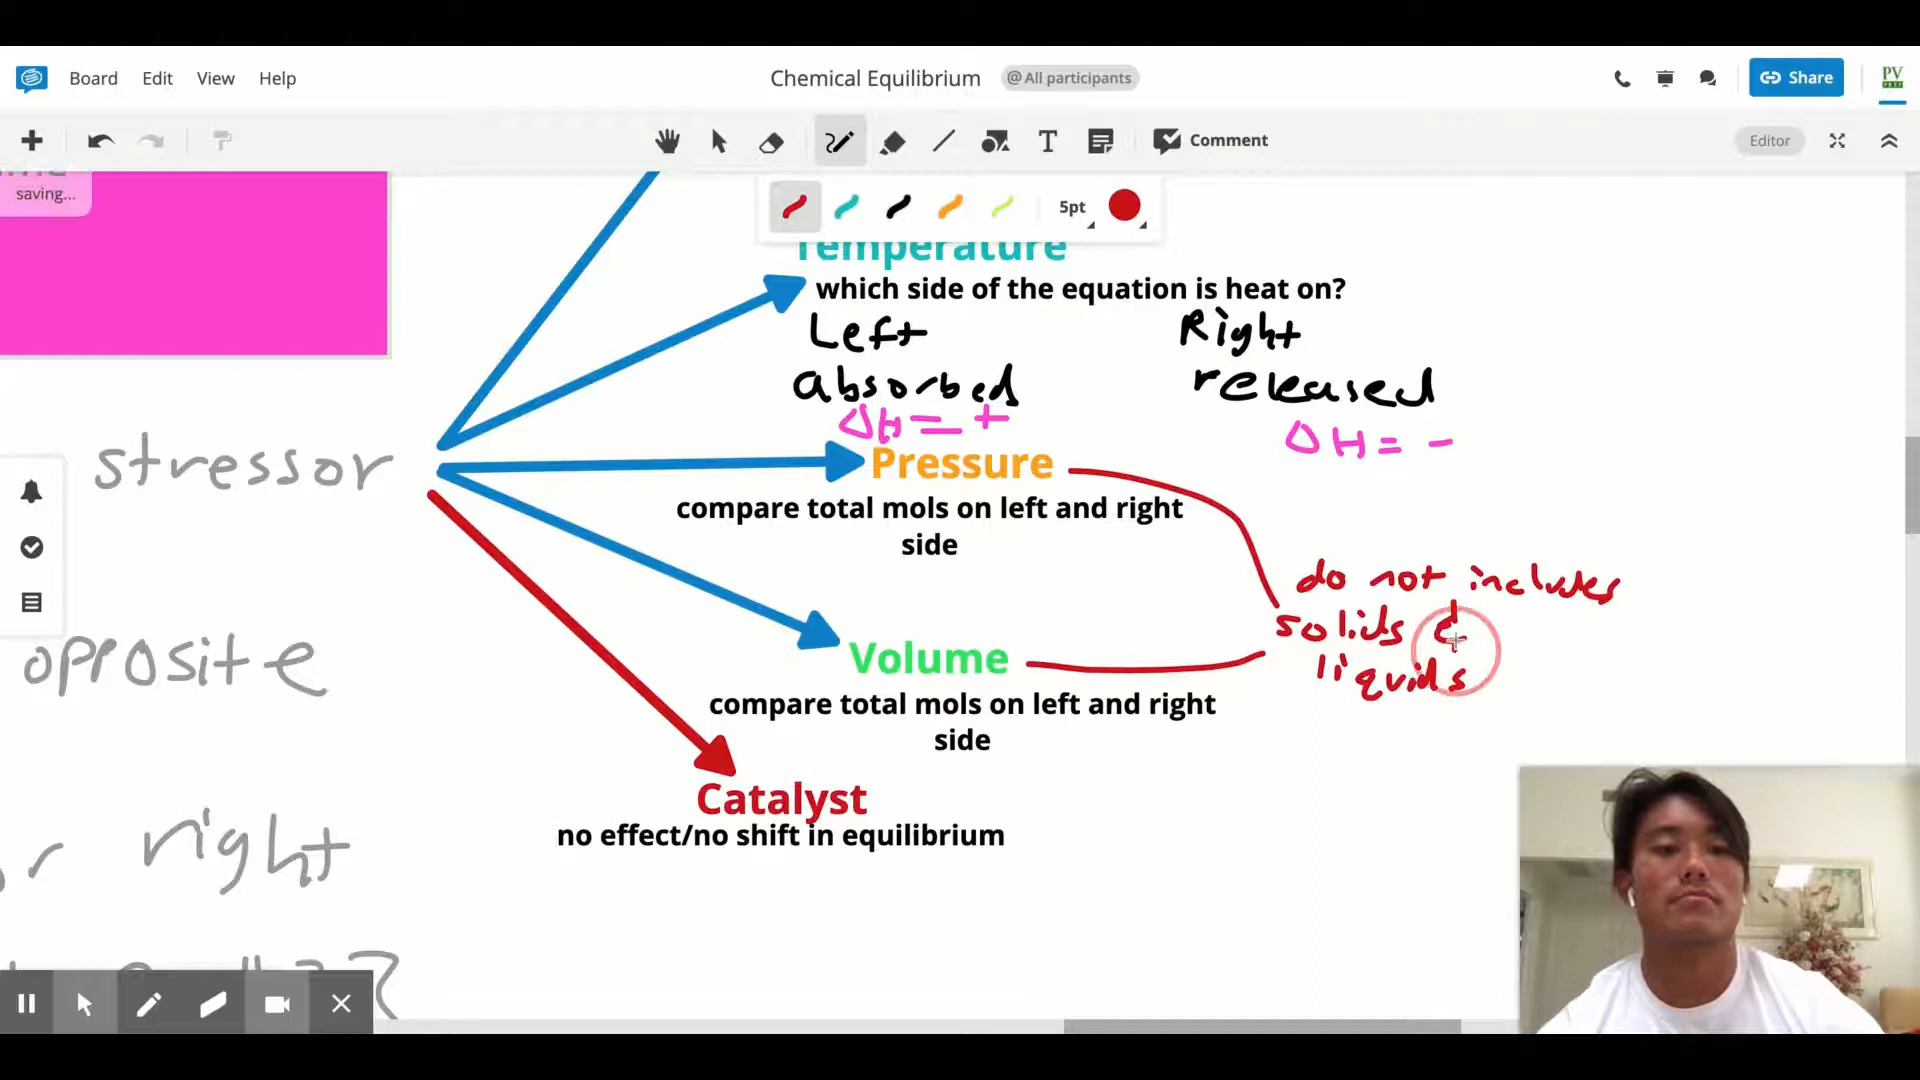 Board Edit View Help
Chemical Equilibrium
@ All participants
Share
PV
PREP
Comment
Editor
saving...
5pt
Temperature
which side of the equation is heat on?
Left Right
absorbed released
ΔH = + ΔH = -
stressor
Pressure
compare total mols on left and right
side
do not includes
solids &
liquids
opposite
Volume
compare total mols on left and right
side
Catalyst
no effect/no shift in equilibrium
r right